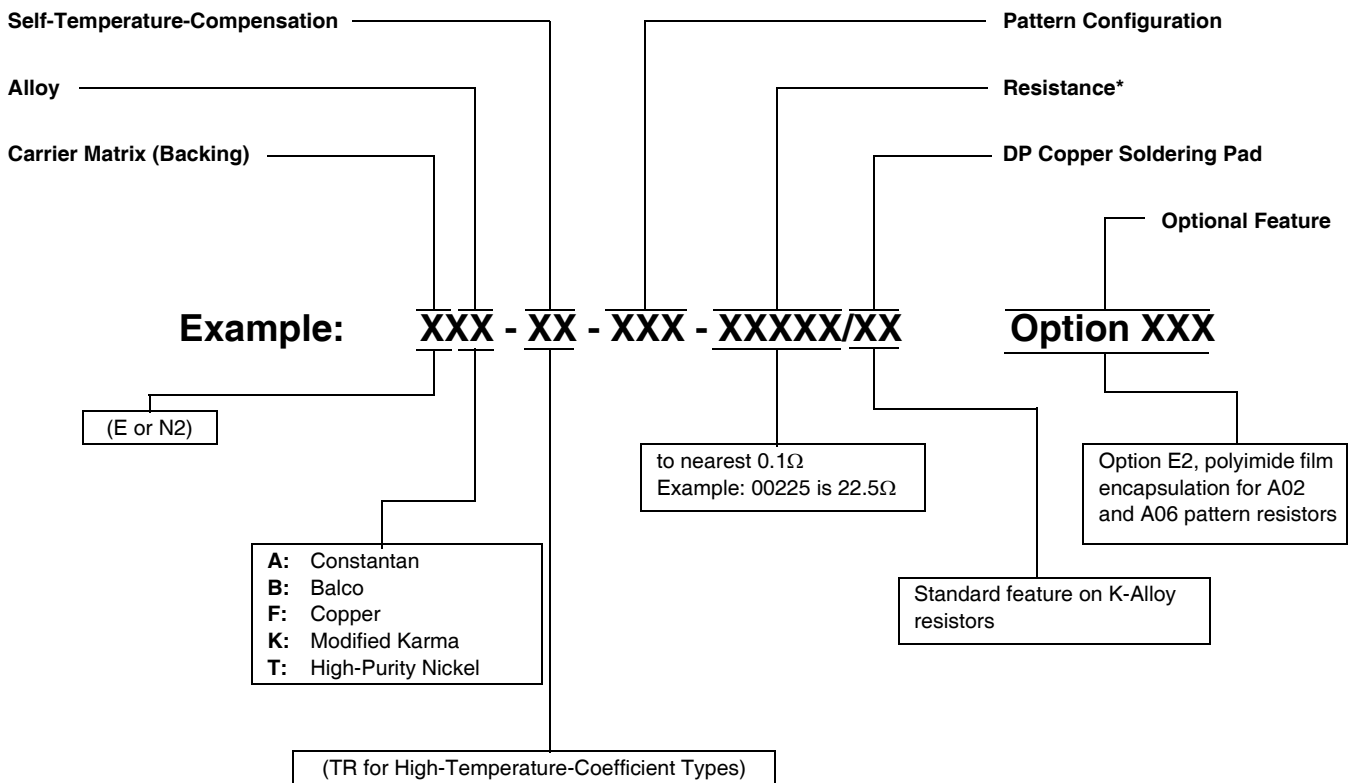 Self-Temperature-Compensation
Pattern Configuration
Alloy
Resistance*
Carrier Matrix (Backing)
DP Copper Soldering Pad
Optional Feature
Example: XXX - XX - XXX - XXXXX/XX Option XXX
(E or N2)
to nearest 0.1Ω
Example: 00225 is 22.5Ω
Option E2, polyimide film
encapsulation for A02
and A06 pattern resistors
A: Constantan
B: Balco
F: Copper
K: Modified Karma
T: High-Purity Nickel
Standard feature on K-Alloy
resistors
(TR for High-Temperature-Coefficient Types)